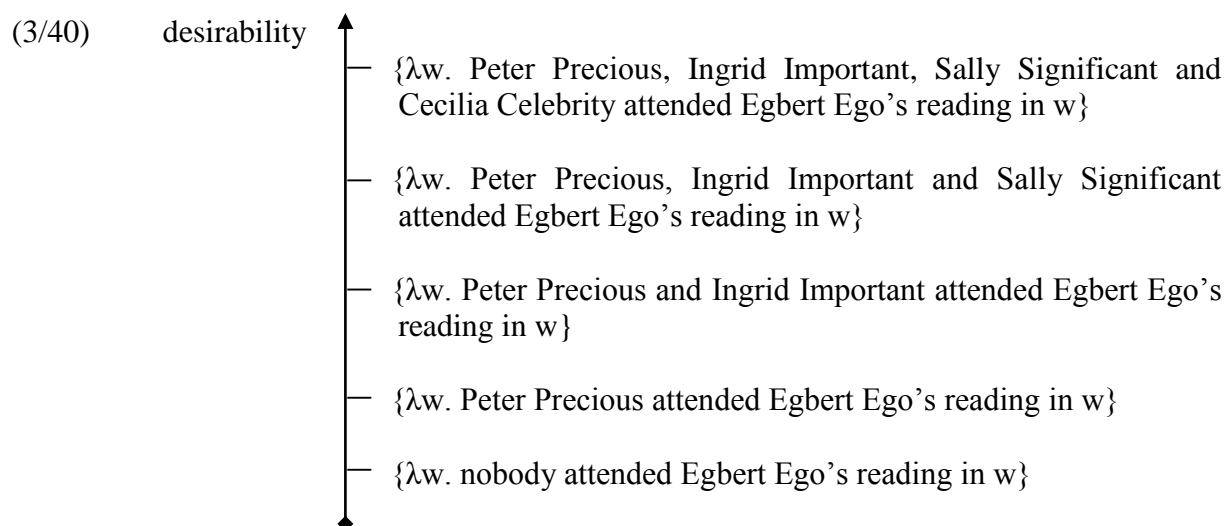 (3/40) desirability
{λw. Peter Precious, Ingrid Important, Sally Significant and
Cecilia Celebrity attended Egbert Ego’s reading in w}
{λw. Peter Precious, Ingrid Important and Sally Significant
attended Egbert Ego’s reading in w}
{λw. Peter Precious and Ingrid Important attended Egbert Ego’s
reading in w}
{λw. Peter Precious attended Egbert Ego’s reading in w}
{λw. nobody attended Egbert Ego’s reading in w}